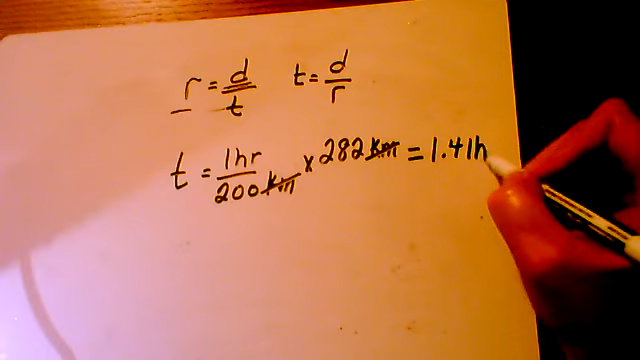 r = d/t   t = d/r
t = 1hr/200km × 282km = 1.41h